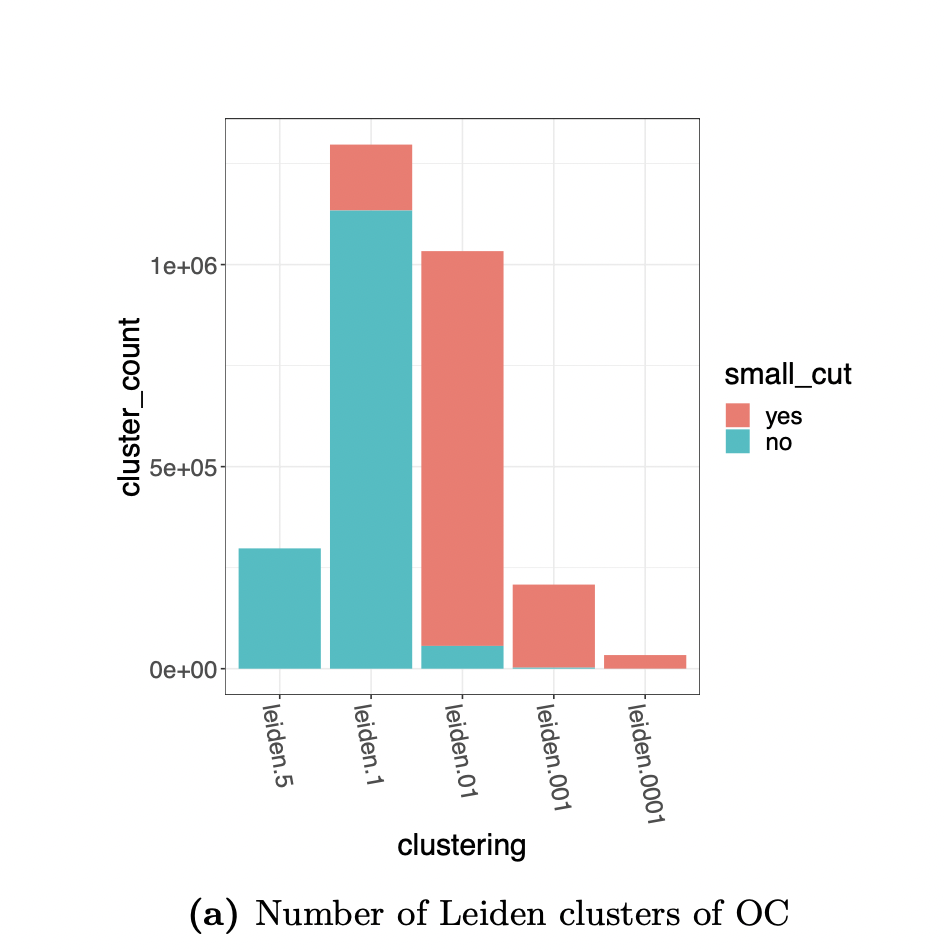 1e+06
5e+05
0e+00
cluster_count
leiden.5
leiden.1
leiden.01
leiden.001
leiden.0001
clustering
small_cut
yes
no
(a) Number of Leiden clusters of OC